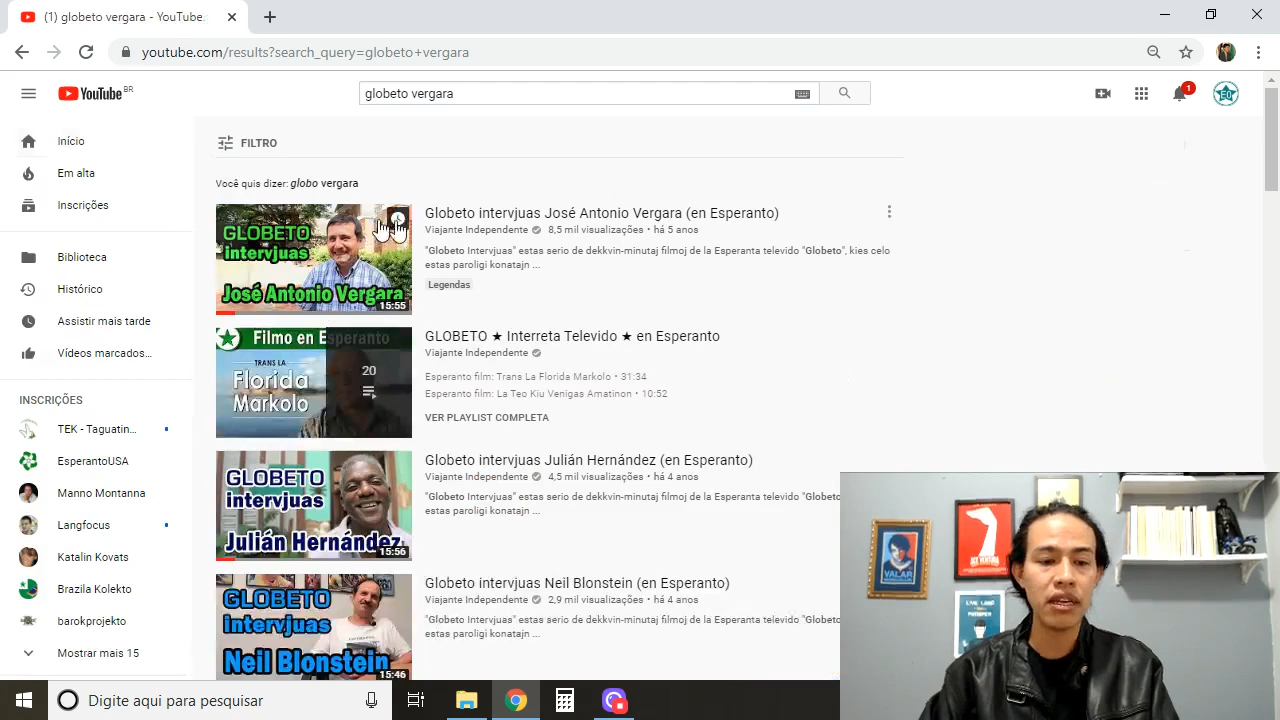 (1) globeto vergara - YouTube
youtube.com/results?search_query=globeto+vergara
YouTube BR
globeto vergara
1
EO
Início
Em alta
Inscrições
Biblioteca
Histórico
Assistir mais tarde
Vídeos marcados...
INSCRIÇÕES
TEK - Taguatin...
EsperantoUSA
Manno Montanna
Langfocus
Katalin Kovats
Brazila Kolekto
barokprojekto
Mostrar mais 15
FILTRO
Você quis dizer: globo vergara
GLOBETO
intervjuas
José Antonio Vergara
15:55
Globeto intervjuas José Antonio Vergara (en Esperanto)
Viajante Independente 8,5 mil visualizações • há 5 anos
"Globeto Intervjuas" estas serio de dekkvin-minutaj filmoj de la Esperanta televido "Globeto", kies celo
estas paroligi konatajn ...
Legendas
Filmo en Esperanto
TRANS LA
Florida
Markolo
20
GLOBETO ★ Interreta Televido ★ en Esperanto
Viajante Independente
Esperanto film: Trans La Florida Markolo • 31:34
Esperanto film: La Teo Kiu Venigas Amatinon • 10:52
VER PLAYLIST COMPLETA
GLOBETO
intervjuas
Julián Hernández
15:56
Globeto intervjuas Julián Hernández (en Esperanto)
Viajante Independente 4,5 mil visualizações • há 4 anos
"Globeto Intervjuas" estas serio de dekkvin-minutaj filmoj de la Esperanta televido "Globeto
estas paroligi konatajn ...
GLOBETO
intervjuas
Neil Blonstein
15:46
Globeto intervjuas Neil Blonstein (en Esperanto)
Viajante Independente 2,9 mil visualizações • há 4 anos
"Globeto Intervjuas" estas serio de dekkvin-minutaj filmoj de la Esperanta televido "Globeto
estas paroligi konatajn ...
VALAR
ACE VENTURA
LIVE LONG
PROSPER
Digite aqui para pesquisar